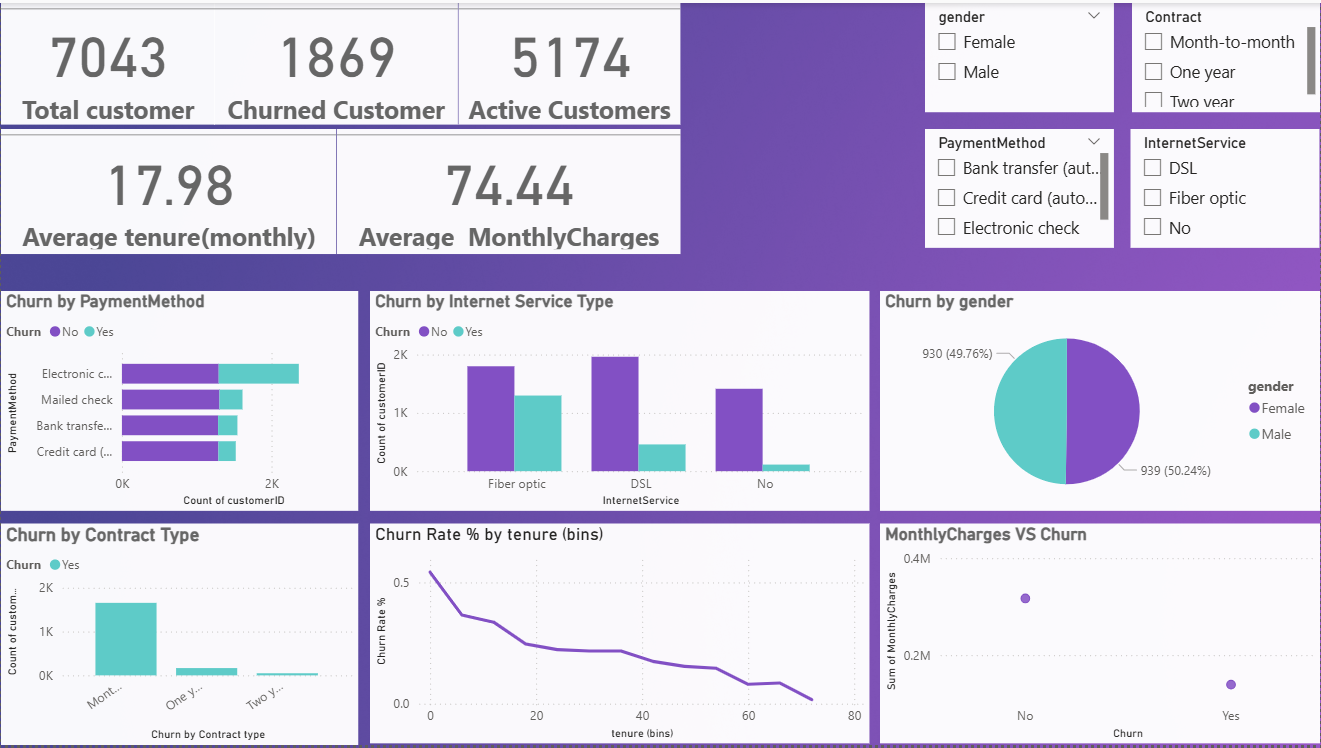 7043
Total customer
1869
Churned Customer
5174
Active Customers
17.98
Average tenure(monthly)
74.44
Average MonthlyCharges
gender
Female
Male
Contract
Month-to-month
One year
Two year
PaymentMethod
Bank transfer (aut...
Credit card (auto...
Electronic check
InternetService
DSL
Fiber optic
No
Churn by PaymentMethod
Churn No Yes
PaymentMethod
Electronic c...
Mailed check
Bank transfe...
Credit card (...
0K 2K
Count of customerID
Churn by Internet Service Type
Churn No Yes
Count of customerID
2K
1K
0K
Fiber optic DSL No
InternetService
Churn by gender
930 (49.76%)
939 (50.24%)
gender
Female
Male
Churn by Contract Type
Churn Yes
Count of custom...
2K
1K
0K
Mont... One y... Two y...
Churn by Contract type
Churn Rate % by tenure (bins)
Churn Rate %
0.5
0.0
0 20 40 60 80
tenure (bins)
MonthlyCharges VS Churn
Sum of MonthlyCharges
0.4M
0.2M
No Yes
Churn